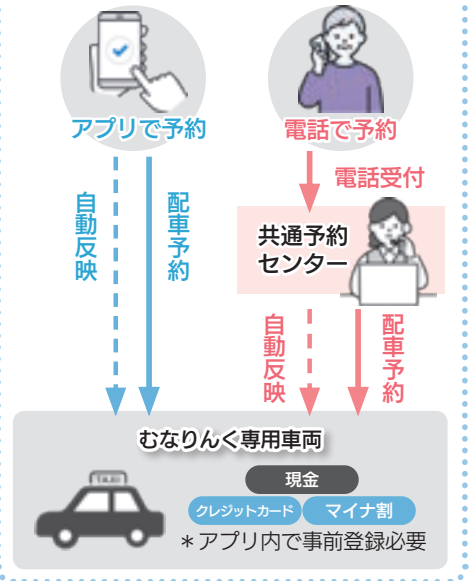 アプリで予約
電話で予約
電話受付
自動反映
配車予約
共通予約
センター
自動反映
配車予約
むなりんく専用車両
TAXI
現金
クレジットカード
マイナ割
＊アプリ内で事前登録必要